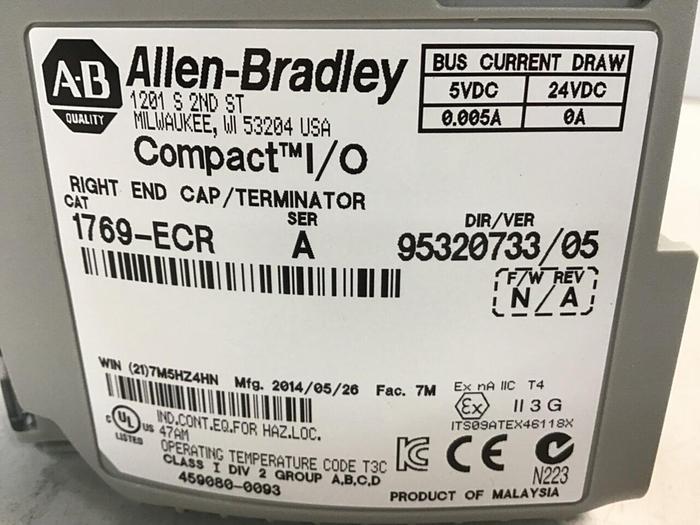 A-B
QUALITY
Allen-Bradley
1201 S 2ND ST
MILWAUKEE, WI 53204 USA
Compact™I/O
BUS CURRENT DRAW
5VDC 24VDC
0.005A 0A
RIGHT END CAP/TERMINATOR
CAT SER DIR/VER
1769-ECR A 95320733/05
F/W REV
N/A
WIN (21)7M5HZ4HN Mfg. 2014/05/26 Fac. 7M
Ex nA IIC T4
Ex II 3 G
ITS09ATEX46118X
c UL US
LISTED
IND.CONT.EQ.FOR HAZ.LOC.
47AM
OPERATING TEMPERATURE CODE T3C
CLASS I DIV 2 GROUP A,B,C,D
459080-0093
KC CE
N223
PRODUCT OF MALAYSIA